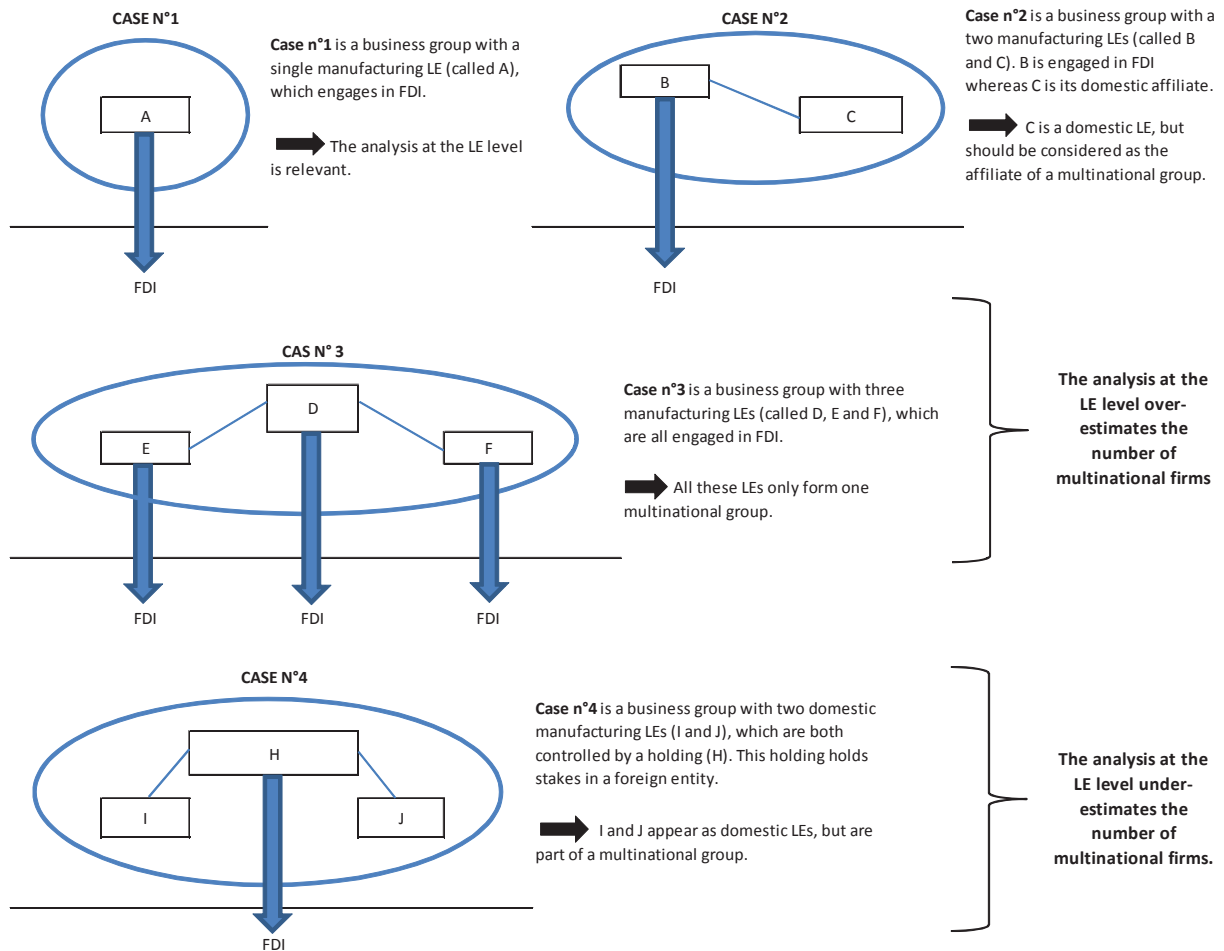 CASE N°1
Case n°1 is a business group with a
single manufacturing LE (called A),
which engages in FDI.
The analysis at the LE level
is relevant.
A
FDI
CASE N°2
B
C
FDI
Case n°2 is a business group with a
two manufacturing LEs (called B
and C). B is engaged in FDI
whereas C is its domestic affiliate.
C is a domestic LE, but
should be considered as the
affiliate of a multinational group.
CAS N° 3
D
E
F
FDI
FDI
FDI
Case n°3 is a business group with three
manufacturing LEs (called D, E and F), which
are all engaged in FDI.
All these LEs only form one
multinational group.
The analysis at the
LE level over-
estimates the
number of
multinational firms
CASE N°4
H
I
J
FDI
Case n°4 is a business group with two domestic
manufacturing LEs (I and J), which are both
controlled by a holding (H). This holding holds
stakes in a foreign entity.
I and J appear as domestic LEs, but are
part of a multinational group.
The analysis at the
LE level under-
estimates the
number of
multinational firms.